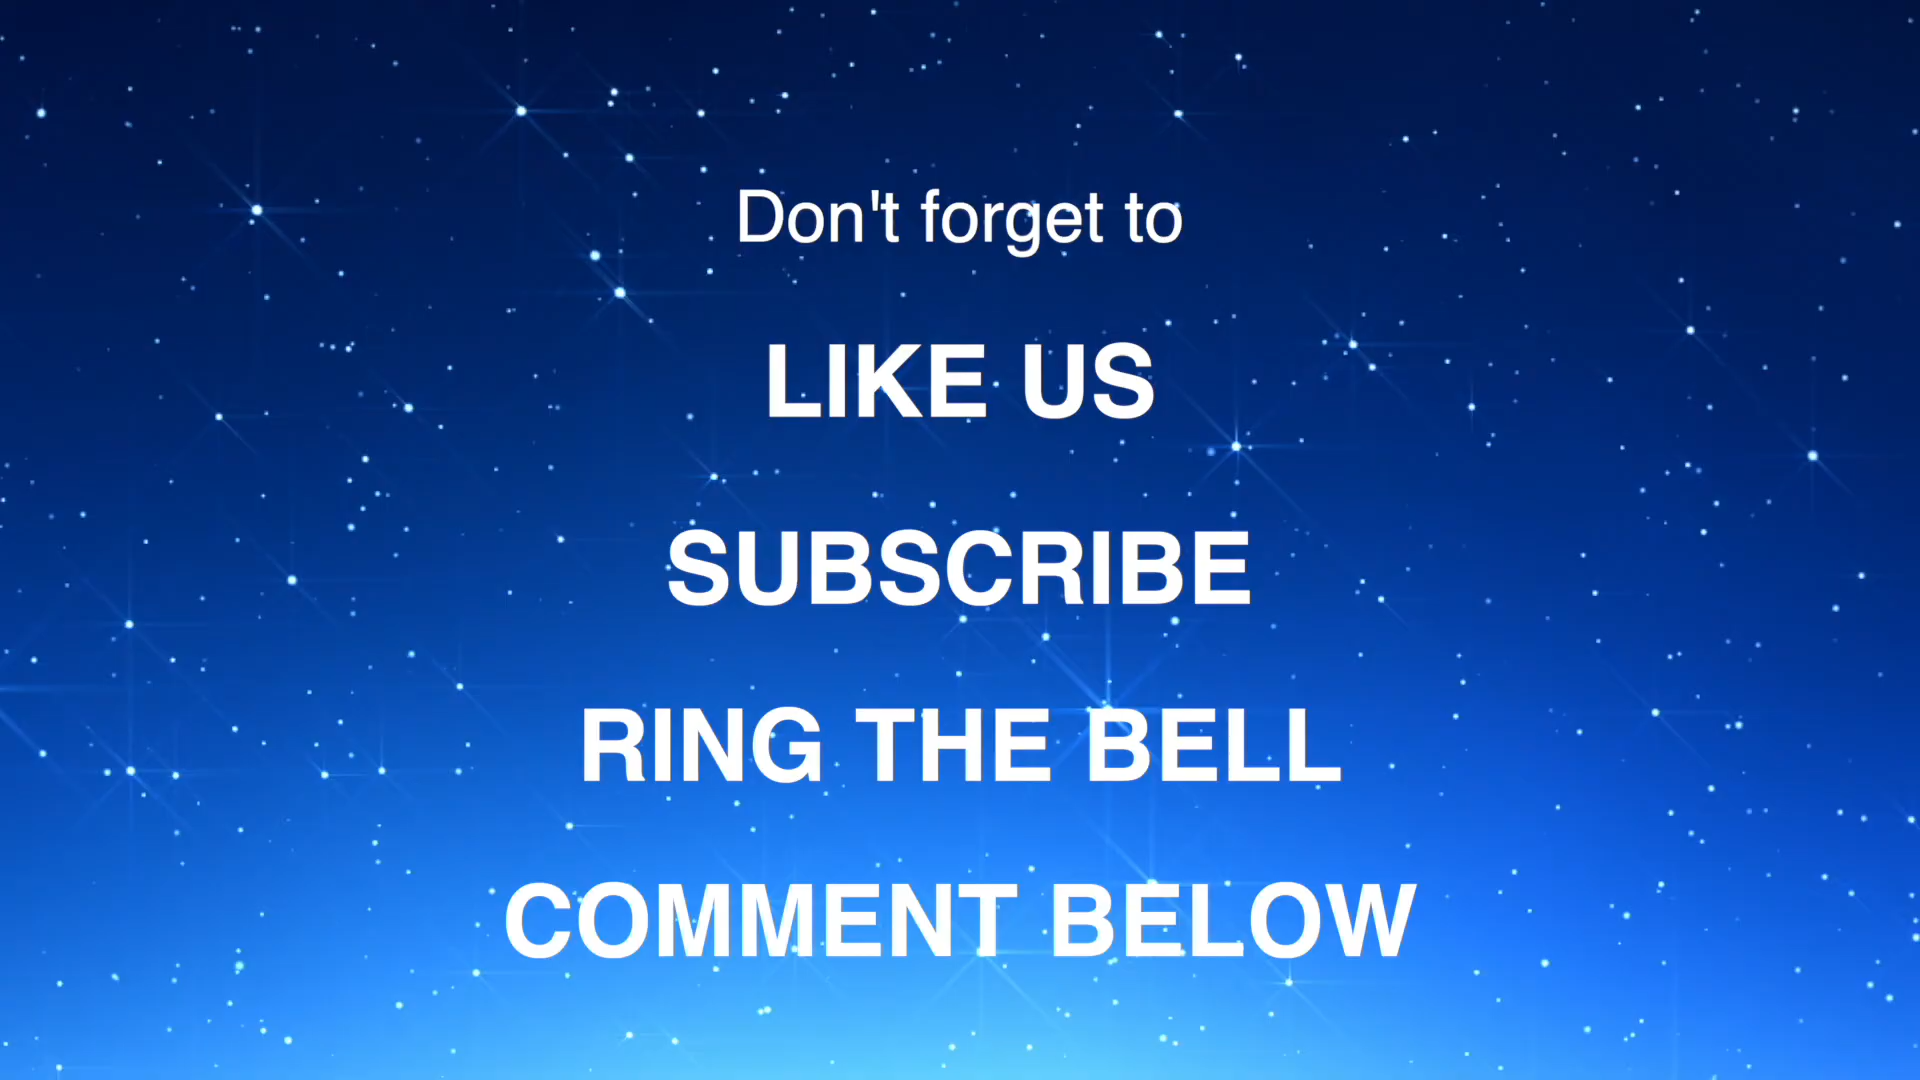 Don't forget to
LIKE US
SUBSCRIBE
RING THE BELL
COMMENT BELOW